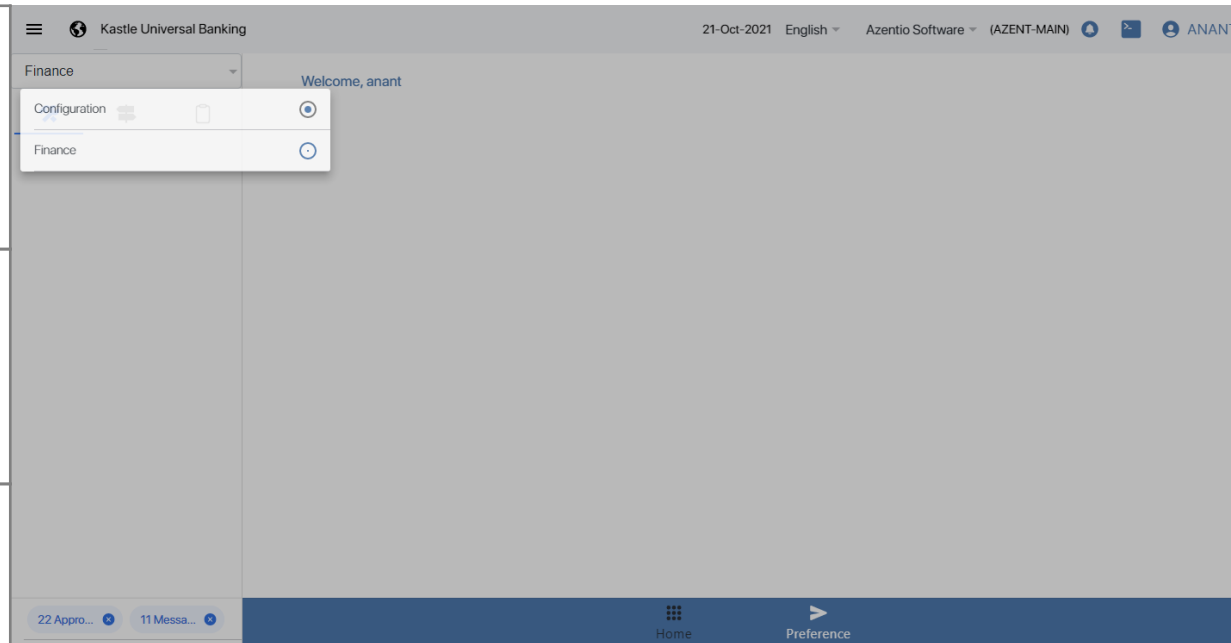 Kastle Universal Banking 21-Oct-2021 English Azentio Software (AZENT-MAIN) ANANT
Finance
Welcome, anant
Configuration
Finance
22 Appro... 11 Messa...
Home Preference